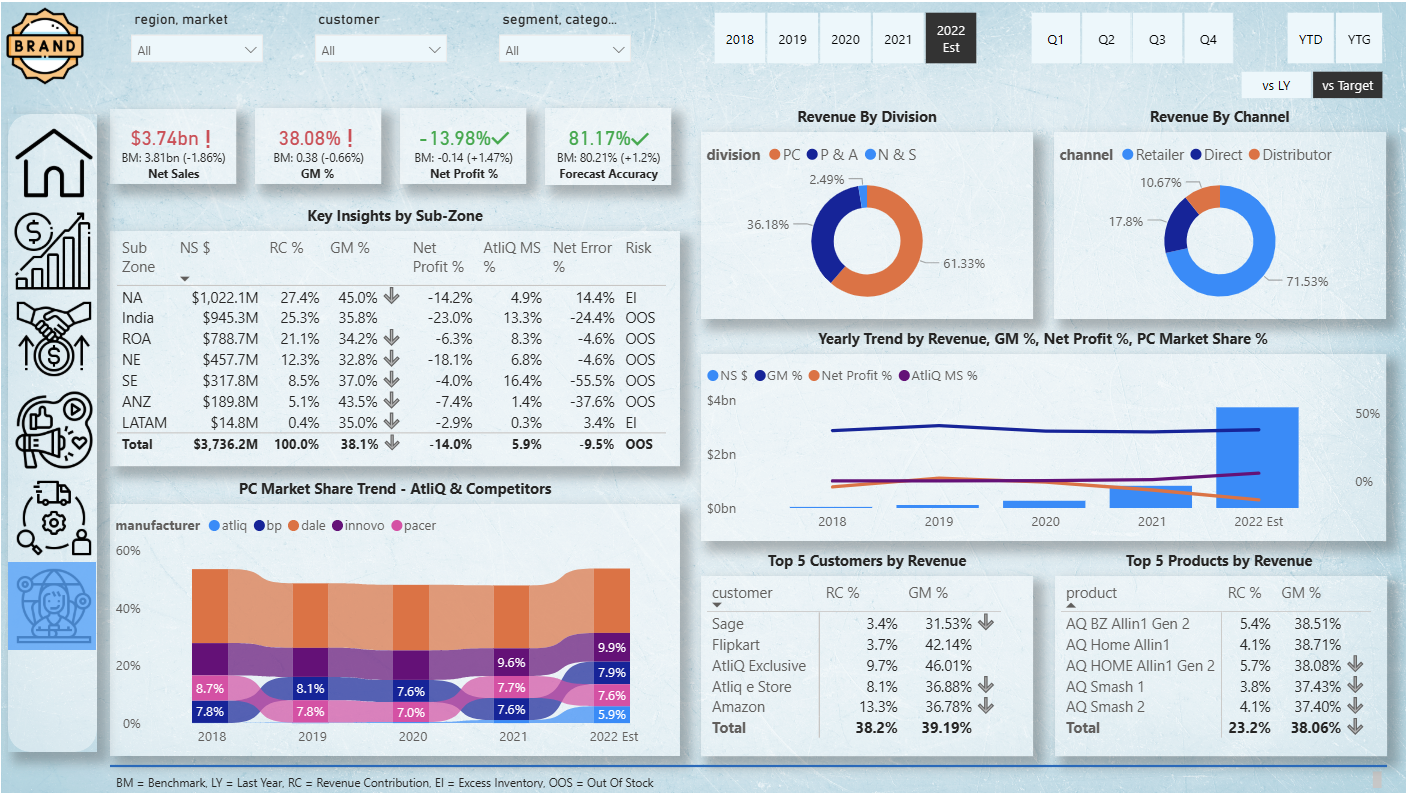 BRAND
region, market
All
customer
All
segment, catego...
All
2018
2019
2020
2021
2022
Est
Q1
Q2
Q3
Q4
YTD
YTG
vs LY
vs Target
$3.74bn !
BM: 3.81bn (-1.86%)
Net Sales
38.08% !
BM: 0.38 (-0.66%)
GM %
-13.98%
BM: -0.14 (+1.47%)
Net Profit %
81.17%
BM: 80.21% (+1.2%)
Forecast Accuracy
Key Insights by Sub-Zone
Sub Zone NS $ RC % GM % Net Profit % AtliQ MS % Net Error % Risk
NA $1,022.1M 27.4% 45.0% -14.2% 4.9% 14.4% EI
India $945.3M 25.3% 35.8% -23.0% 13.3% -24.4% OOS
ROA $788.7M 21.1% 34.2% -6.3% 8.3% -4.6% OOS
NE $457.7M 12.3% 32.8% -18.1% 6.8% -4.6% OOS
SE $317.8M 8.5% 37.0% -4.0% 16.4% -55.5% OOS
ANZ $189.8M 5.1% 43.5% -7.4% 1.4% -37.6% OOS
LATAM $14.8M 0.4% 35.0% -2.9% 0.3% 3.4% EI
Total $3,736.2M 100.0% 38.1% -14.0% 5.9% -9.5% OOS
PC Market Share Trend - AtliQ & Competitors
manufacturer atliq bp dale innovo pacer
60%
40%
20%
0%
8.7%
7.8%
8.1%
7.8%
7.6%
7.0%
9.6%
7.7%
7.6%
9.9%
7.9%
7.6%
5.9%
2018 2019 2020 2021 2022 Est
Revenue By Division
division PC P & A N & S
2.49%
36.18%
61.33%
Revenue By Channel
channel Retailer Direct Distributor
10.67%
17.8%
71.53%
Yearly Trend by Revenue, GM %, Net Profit %, PC Market Share %
NS $ GM % Net Profit % AtliQ MS %
$4bn
$2bn
$0bn
50%
0%
2018 2019 2020 2021 2022 Est
Top 5 Customers by Revenue
customer RC % GM %
Sage 3.4% 31.53%
Flipkart 3.7% 42.14%
AtliQ Exclusive 9.7% 46.01%
Atliq e Store 8.1% 36.88%
Amazon 13.3% 36.78%
Total 38.2% 39.19%
Top 5 Products by Revenue
product RC % GM %
AQ BZ Allin1 Gen 2 5.4% 38.51%
AQ Home Allin1 4.1% 38.71%
AQ HOME Allin1 Gen 2 5.7% 38.08%
AQ Smash 1 3.8% 37.43%
AQ Smash 2 4.1% 37.40%
Total 23.2% 38.06%
BM = Benchmark, LY = Last Year, RC = Revenue Contribution, EI = Excess Inventory, OOS = Out Of Stock